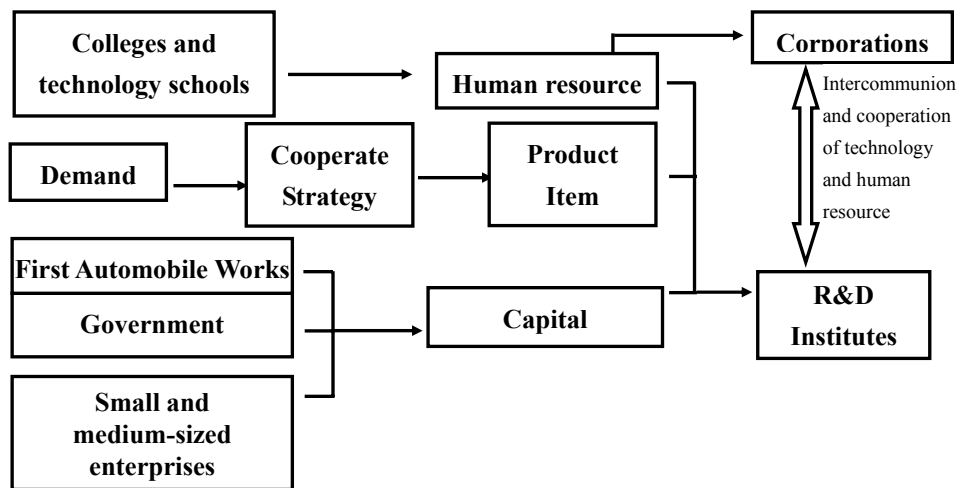 Colleges and
technology schools
Human resource
Corporations
Intercommunion
and cooperation
of technology
and human
resource
Demand
Cooperate
Strategy
Product
Item
First Automobile Works
Government
Capital
R&D
Institutes
Small and
medium-sized
enterprises